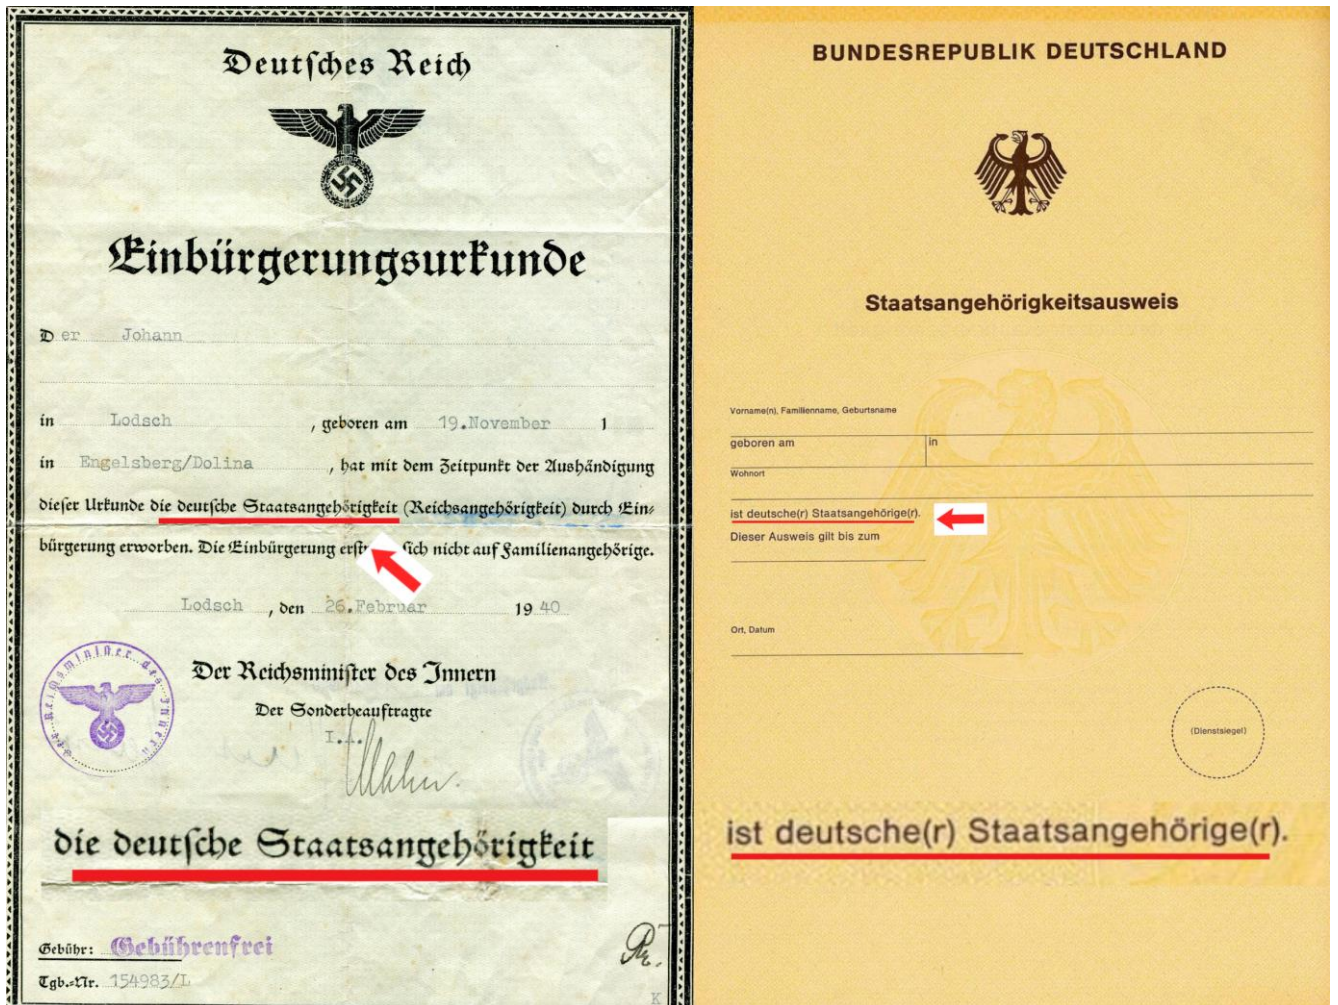 Deutsches Reich
Einbürgerungsurkunde
Der Johann
in Lodsch, geboren am 19.November 1
in Engelsberg/Dolina, hat mit dem Zeitpunkt der Aushändigung
dieser Urkunde die deutsche Staatsangehörigkeit (Reichsangehörigkeit) durch Ein-
bürgerung erworben. Die Einbürgerung erst sich nicht auf Familienangehörige.
Lodsch, den 26.Februar 1940
Der Reichsminister des Innern
Der Reichsminister des Innern
Der Sonderbeauftragte
I.A.
die deutsche Staatsangehörigkeit
Gebühr: Gebührenfrei
Tgb.-Nr. 154983/L
K
BUNDESREPUBLIK DEUTSCHLAND
Staatsangehörigkeitsausweis
Vorname(n), Familienname, Geburtsname
geboren am in
Wohnort
ist deutsche(r) Staatsangehörige(r).
Dieser Ausweis gilt bis zum
Ort, Datum
(Dienstsiegel)
ist deutsche(r) Staatsangehörige(r).